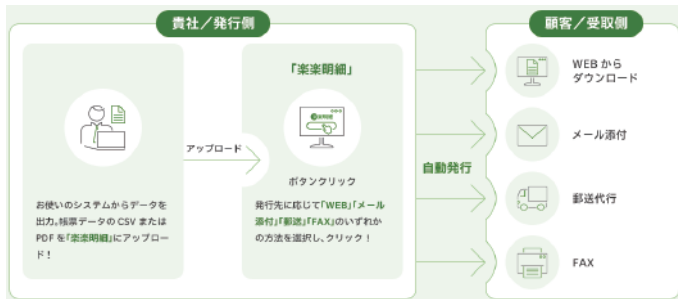 貴社／発行側
顧客／受取側
「楽楽明細」
アップロード
ボタンクリック
お使いのシステムからデータを
出力。帳票データの CSV または
PDF を「楽楽明細」にアップロー
ド！
発行先に応じて「WEB」「メール
添付」「郵送」「FAX」のいずれか
の方法を選択し、クリック！
自動発行
WEB から
ダウンロード
メール添付
郵送代行
FAX